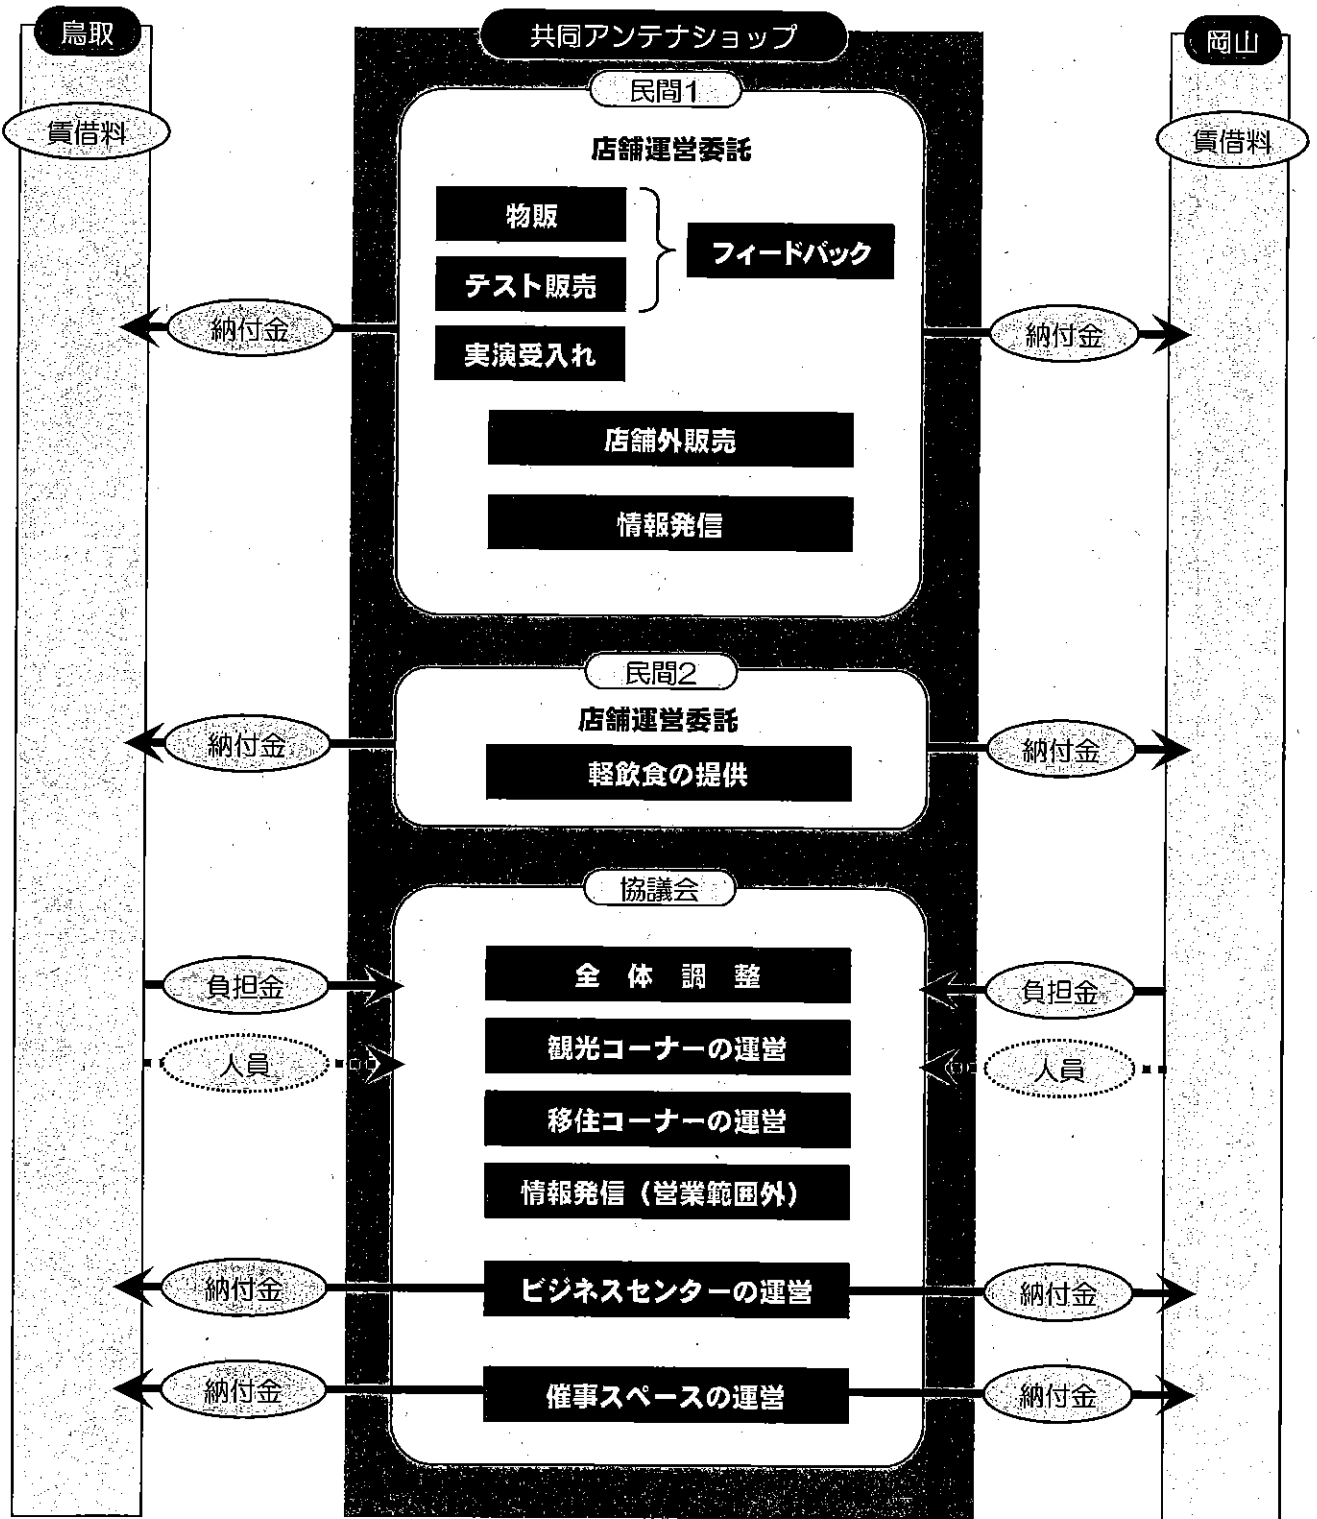 鳥取
共同アンテナショップ
岡山
賃借料
賃借料
民間1
店舗運営委託
物販
テスト販売
フィードバック
実演受入れ
納付金
納付金
店舗外販売
情報発信
民間2
店舗運営委託
納付金
納付金
軽飲食の提供
協議会
全体調整
負担金
負担金
観光コーナーの運営
人員
人員
移住コーナーの運営
情報発信（営業範囲外）
納付金
ビジネスセンターの運営
納付金
納付金
催事スペースの運営
納付金